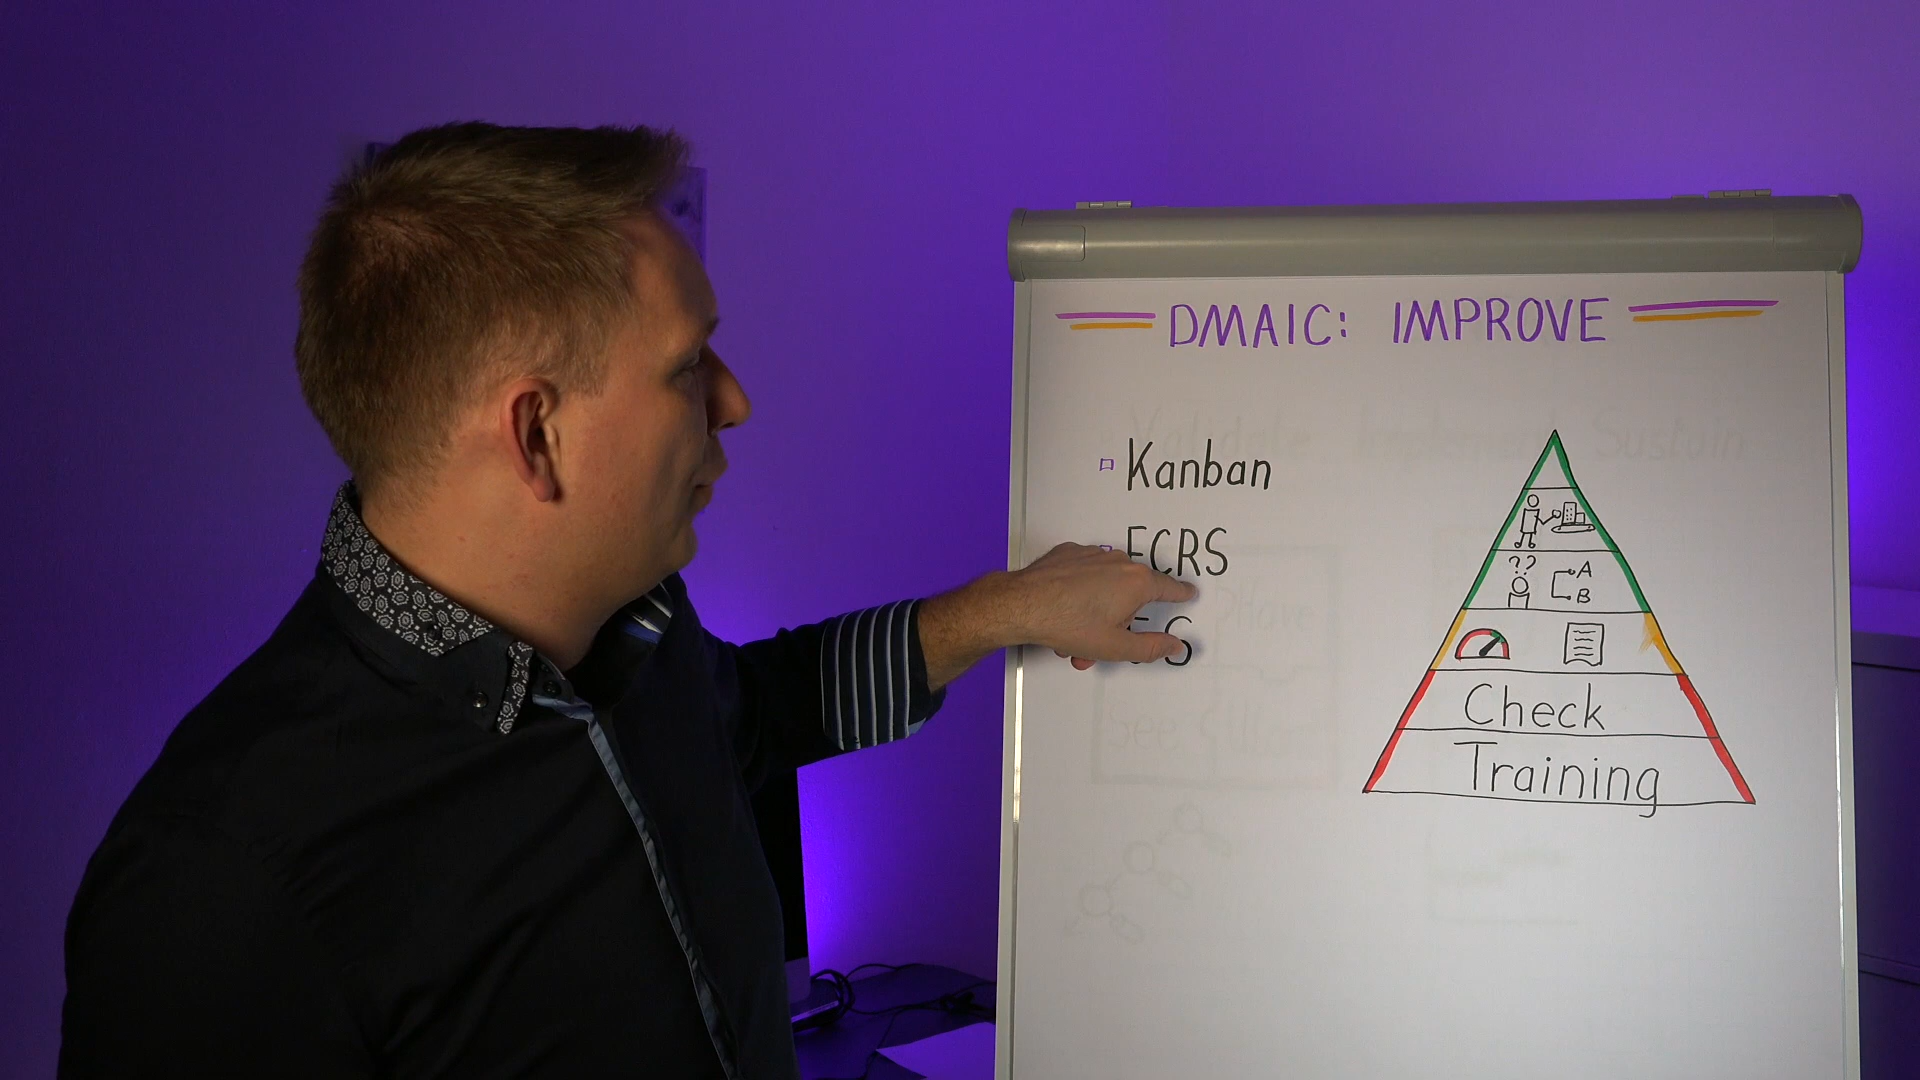 DMAIC: IMPROVE
Kanban
ECRS
S
??
A
B
Check
Training